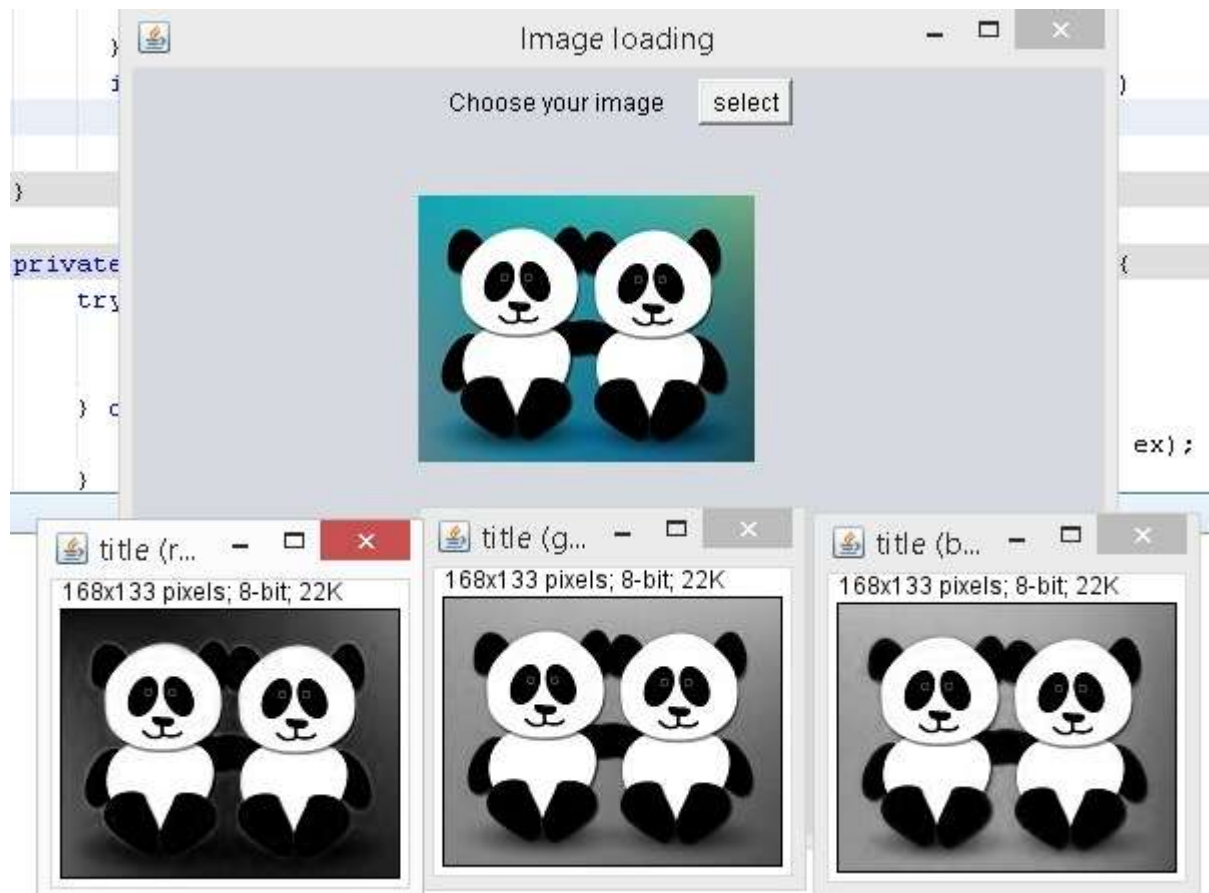 }
Image loading
i
)
Choose your image select
}
private
{
try
}
ex);
}
title (r...
title (g...
title (b...
168x133 pixels; 8-bit; 22K
168x133 pixels; 8-bit; 22K
168x133 pixels; 8-bit; 22K